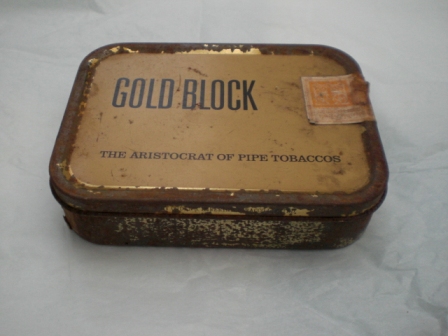 GOLD BLOCK
THE ARISTOCRAT OF PIPE TOBACCOS